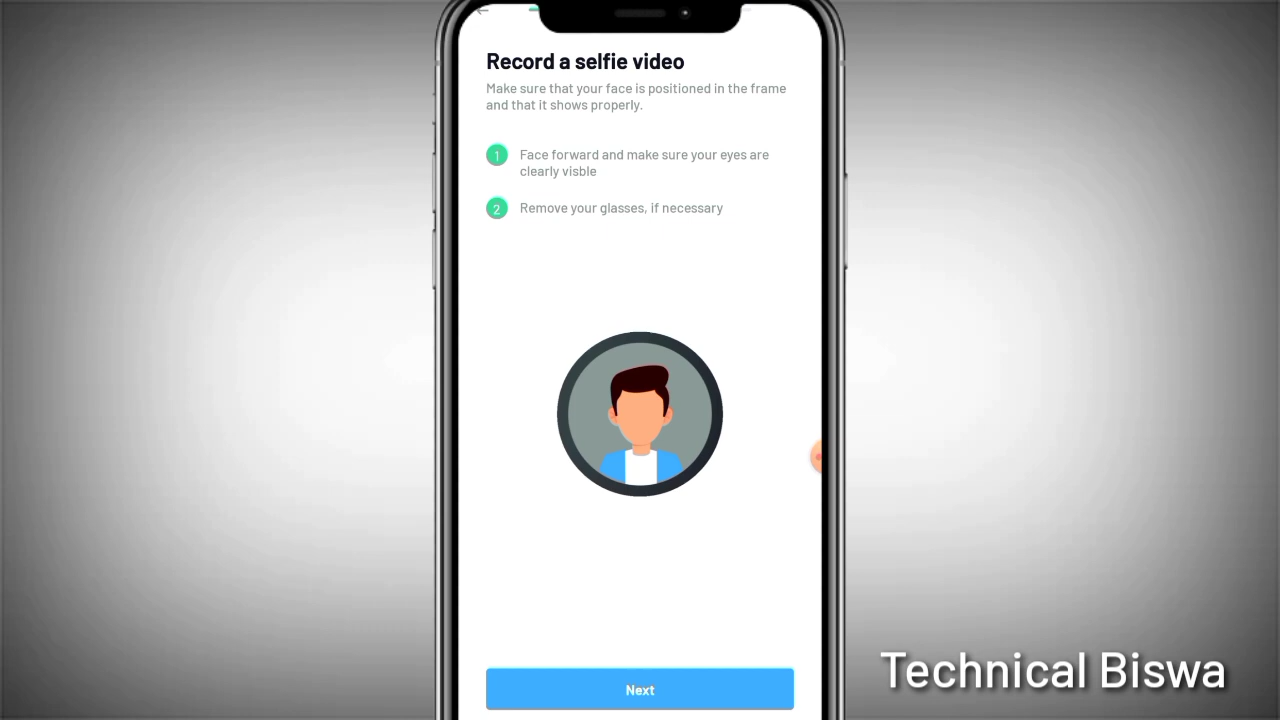 Record a selfie video
Make sure that your face is positioned in the frame
and that it shows properly.
1 Face forward and make sure your eyes are
clearly visble
2 Remove your glasses, if necessary
Next
Technical Biswa